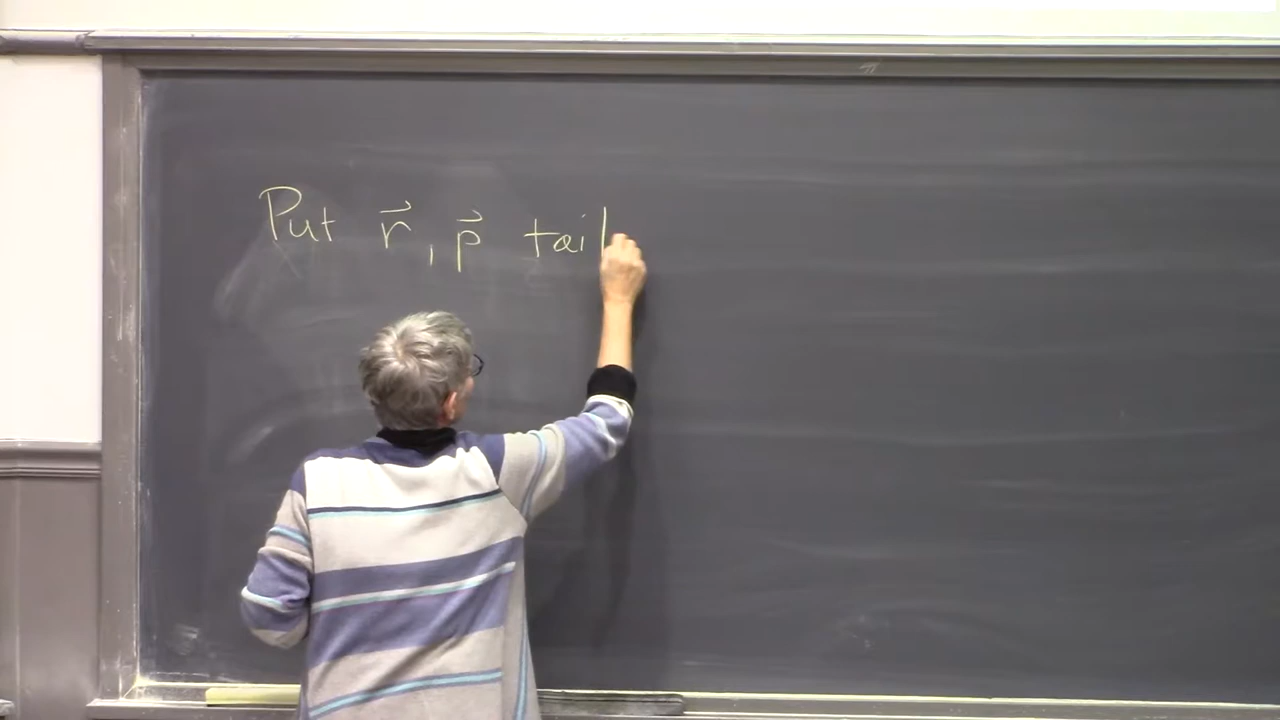 Put r⃗, p⃗ tail